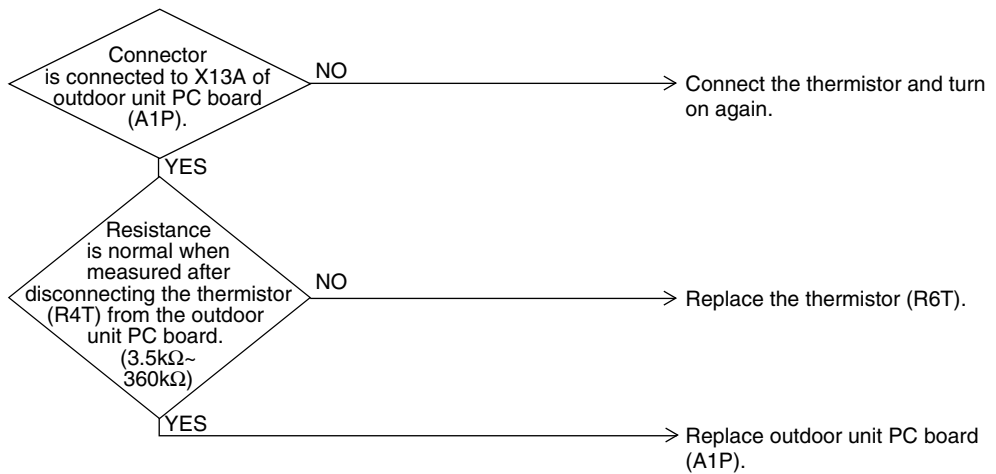 Connector
is connected to X13A of
outdoor unit PC board
(A1P).
NO
Connect the thermistor and turn
on again.
YES
Resistance
is normal when
measured after
disconnecting the thermistor
(R4T) from the outdoor
unit PC board.
(3.5kΩ~
360kΩ)
NO
Replace the thermistor (R6T).
YES
Replace outdoor unit PC board
(A1P).